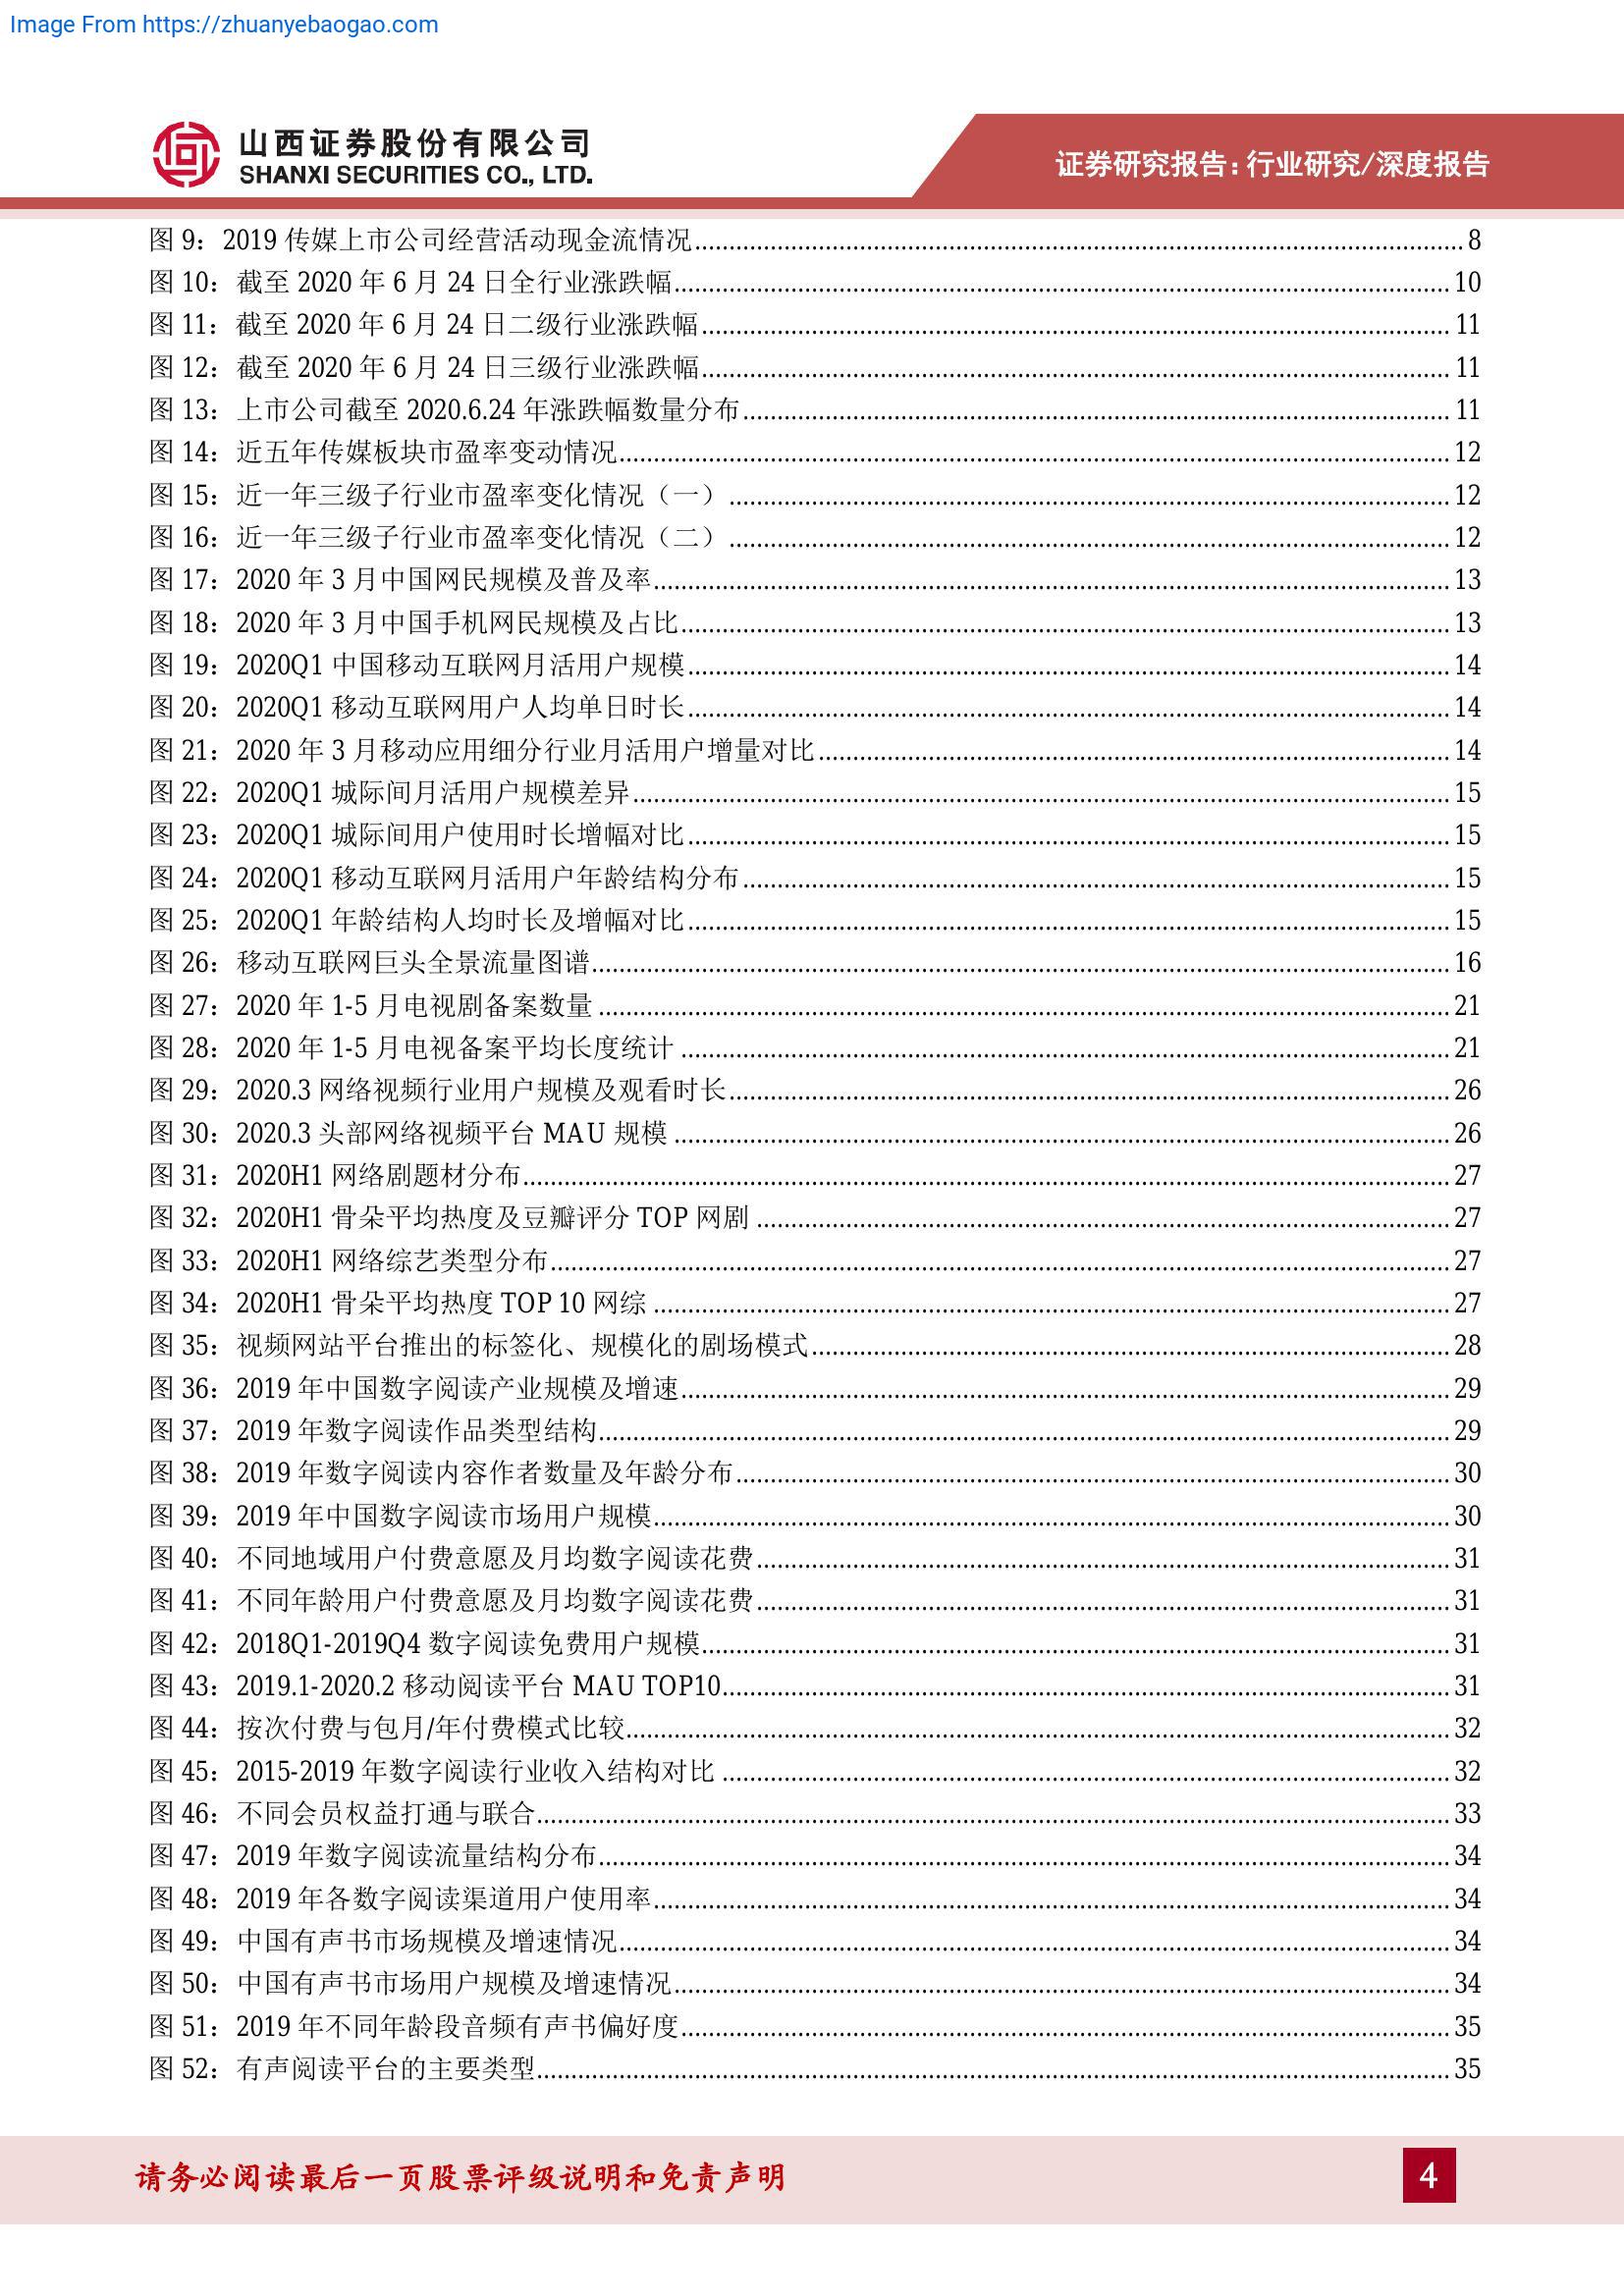 Image From https://zhuanyebaogao.com
山西证券股份有限公司
SHANXI SECURITIES CO., LTD.
证券研究报告:行业研究/深度报告
图 9：2019 传媒上市公司经营活动现金流情况 8
图 10：截至 2020 年 6 月 24 日全行业涨跌幅 10
图 11：截至 2020 年 6 月 24 日二级行业涨跌幅 11
图 12：截至 2020 年 6 月 24 日三级行业涨跌幅 11
图 13：上市公司截至 2020.6.24 年涨跌幅数量分布 11
图 14：近五年传媒板块市盈率变动情况 12
图 15：近一年三级子行业市盈率变化情况（一） 12
图 16：近一年三级子行业市盈率变化情况（二） 12
图 17：2020 年 3 月中国网民规模及普及率 13
图 18：2020 年 3 月中国手机网民规模及占比 13
图 19：2020Q1 中国移动互联网月活用户规模 14
图 20：2020Q1 移动互联网用户人均单日时长 14
图 21：2020 年 3 月移动应用细分行业月活用户增量对比 14
图 22：2020Q1 城际间月活用户规模差异 15
图 23：2020Q1 城际间用户使用时长增幅对比 15
图 24：2020Q1 移动互联网月活用户年龄结构分布 15
图 25：2020Q1 年龄结构人均时长及增幅对比 15
图 26：移动互联网巨头全景流量图谱 16
图 27：2020 年 1-5 月电视剧备案数量 21
图 28：2020 年 1-5 月电视备案平均长度统计 21
图 29：2020.3 网络视频行业用户规模及观看时长 26
图 30：2020.3 头部网络视频平台 MAU 规模 26
图 31：2020H1 网络剧题材分布 27
图 32：2020H1 骨朵平均热度及豆瓣评分 TOP 网剧 27
图 33：2020H1 网络综艺类型分布 27
图 34：2020H1 骨朵平均热度 TOP 10 网综 27
图 35：视频网站平台推出的标签化、规模化的剧场模式 28
图 36：2019 年中国数字阅读产业规模及增速 29
图 37：2019 年数字阅读作品类型结构 29
图 38：2019 年数字阅读内容作者数量及年龄分布 30
图 39：2019 年中国数字阅读市场用户规模 30
图 40：不同地域用户付费意愿及月均数字阅读花费 31
图 41：不同年龄用户付费意愿及月均数字阅读花费 31
图 42：2018Q1-2019Q4 数字阅读免费用户规模 31
图 43：2019.1-2020.2 移动阅读平台 MAU TOP10 31
图 44：按次付费与包月/年付费模式比较 32
图 45：2015-2019 年数字阅读行业收入结构对比 32
图 46：不同会员权益打通与联合 33
图 47：2019 年数字阅读流量结构分布 34
图 48：2019 年各数字阅读渠道用户使用率 34
图 49：中国有声书市场规模及增速情况 34
图 50：中国有声书市场用户规模及增速情况 34
图 51：2019 年不同年龄段音频有声书偏好度 35
图 52：有声阅读平台的主要类型 35
请务必阅读最后一页股票评级说明和免责声明
4